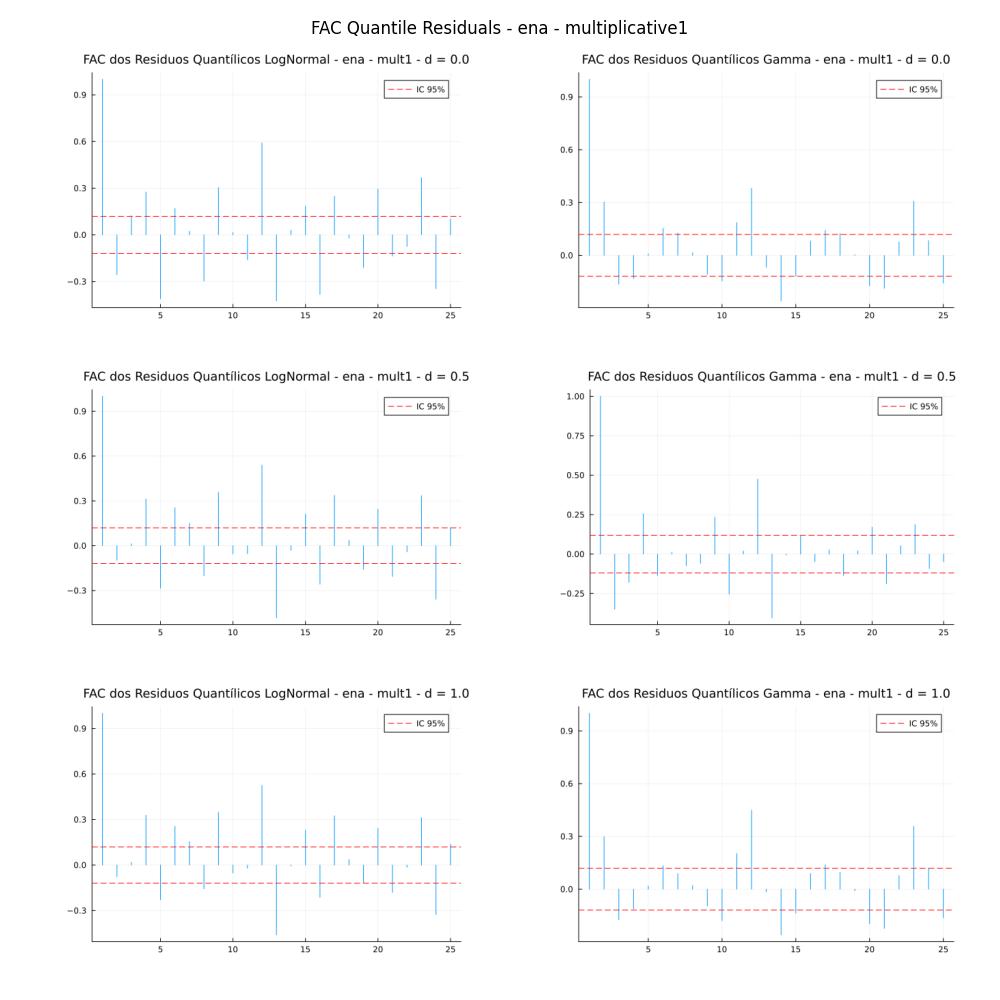 FAC Quantile Residuals - ena - multiplicative1
FAC dos Residuos Quantílicos LogNormal - ena - mult1 - d = 0.0
IC 95%
0.9
0.6
0.3
0.0
−0.3
5 10 15 20 25
FAC dos Residuos Quantílicos Gamma - ena - mult1 - d = 0.0
IC 95%
0.9
0.6
0.3
0.0
5 10 15 20 25
FAC dos Residuos Quantílicos LogNormal - ena - mult1 - d = 0.5
IC 95%
0.9
0.6
0.3
0.0
−0.3
5 10 15 20 25
FAC dos Residuos Quantílicos Gamma - ena - mult1 - d = 0.5
IC 95%
1.00
0.75
0.50
0.25
0.00
−0.25
5 10 15 20 25
FAC dos Residuos Quantílicos LogNormal - ena - mult1 - d = 1.0
IC 95%
0.9
0.6
0.3
0.0
−0.3
5 10 15 20 25
FAC dos Residuos Quantílicos Gamma - ena - mult1 - d = 1.0
IC 95%
0.9
0.6
0.3
0.0
5 10 15 20 25